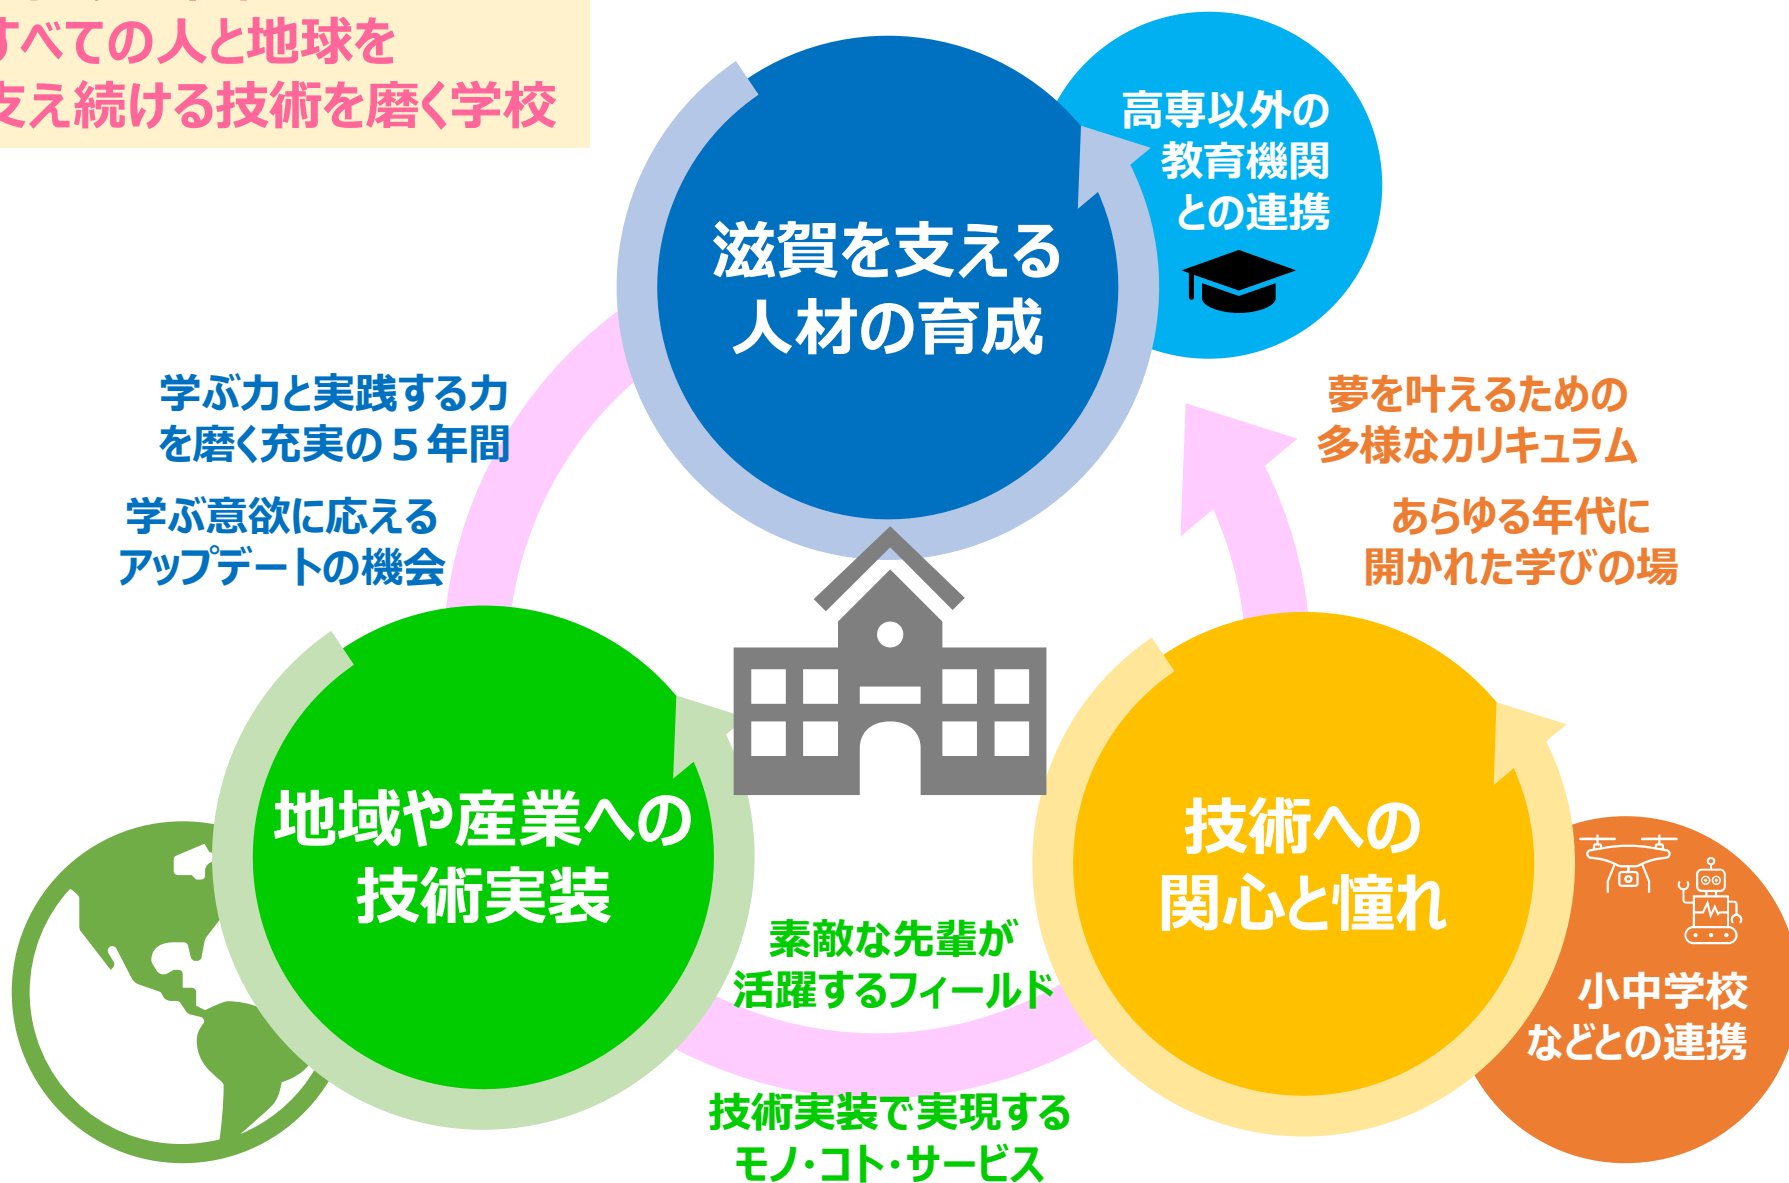 すべての人と地球を
支え続ける技術を磨く学校
高専以外の
教育機関
との連携
滋賀を支える
人材の育成
学ぶ力と実践する力
を磨く充実の５年間
学ぶ意欲に応える
アップデートの機会
夢を叶えるための
多様なカリキュラム
あらゆる年代に
開かれた学びの場
地域や産業への
技術実装
技術への
関心と憧れ
素敵な先輩が
活躍するフィールド
小中学校
などとの連携
技術実装で実現する
モノ・コト・サービス